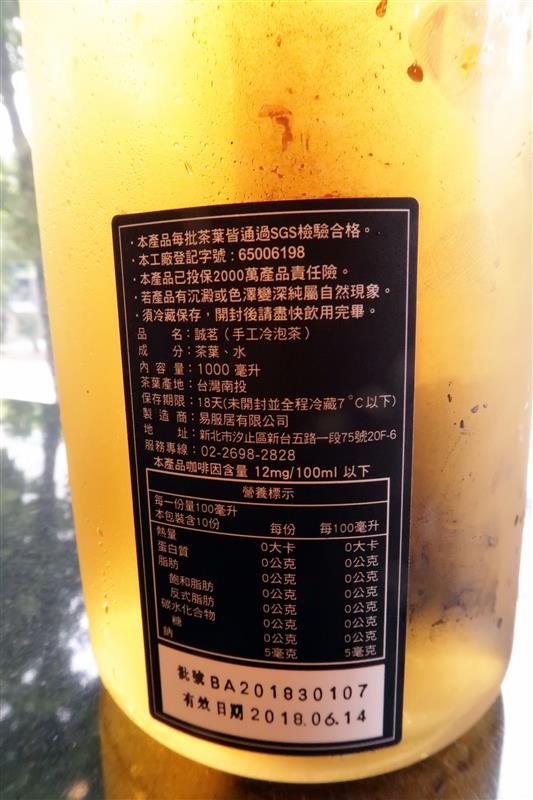 ·本產品每批茶葉皆通過SGS檢驗合格。
·本工廠登記字號：65006198
·本產品已投保2000萬產品責任險。
·若產品有沉澱或色澤變深純屬自然現象。
·須冷藏保存，開封後請盡快飲用完畢。
品名：誠茗（手工冷泡茶）
成分：茶葉、水
內容量：1000 毫升
茶葉產地：台灣南投
保存期限：18天(未開封並全程冷藏7°C以下)
製造商：易服居有限公司
地址：新北市汐止區新台五路一段75號20F-6
服務專線：02-2698-2828
本產品咖啡因含量 12mg/100ml 以下
營養標示
每一份量100毫升
本包裝含10份 每份 每100毫升
熱量 0大卡 0大卡
蛋白質 0公克 0公克
脂肪 0公克 0公克
飽和脂肪 0公克 0公克
反式脂肪 0公克 0公克
碳水化合物 0公克 0公克
糖 0公克 0公克
鈉 5毫克 5毫克
批號 BA201830107
有效日期 2018.06.14